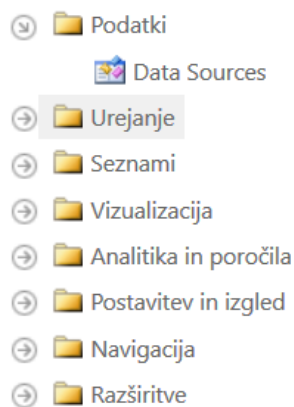 Podatki
Data Sources
Urejanje
Seznami
Vizualizacija
Analitika in poročila
Postavitev in izgled
Navigacija
Razširitve